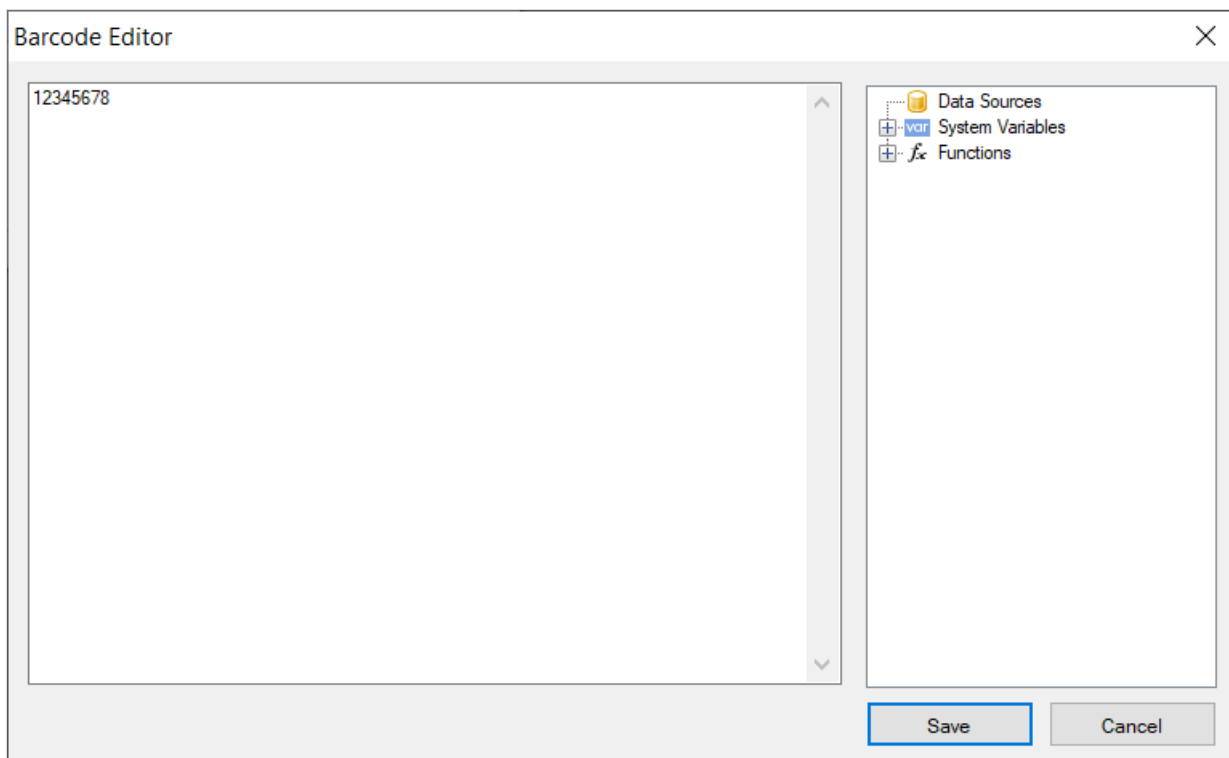 Barcode Editor
12345678
Data Sources
var System Variables
fx Functions
Save Cancel